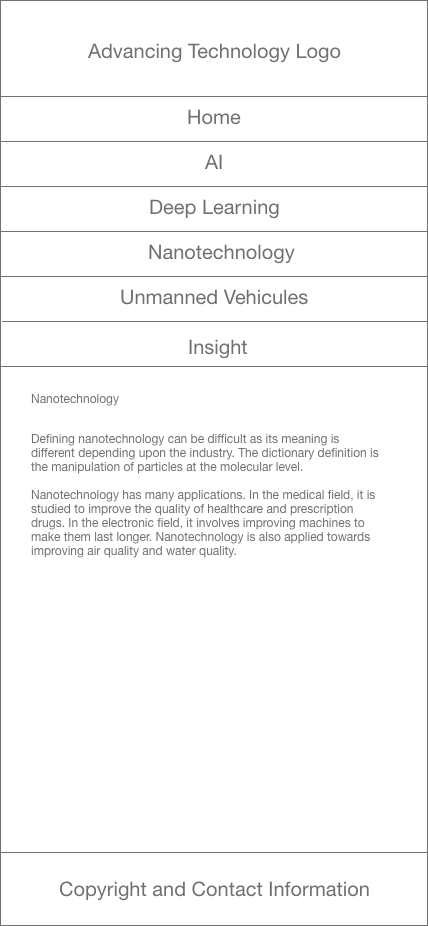 Advancing Technology Logo
Home
AI
Deep Learning
Nanotechnology
Unmanned Vehicules
Insight
Nanotechnology
Defining nanotechnology can be difficult as its meaning is
different depending upon the industry. The dictionary definition is
the manipulation of particles at the molecular level.
Nanotechnology has many applications. In the medical field, it is
studied to improve the quality of healthcare and prescription
drugs. In the electronic field, it involves improving machines to
make them last longer. Nanotechnology is also applied towards
improving air quality and water quality.
Copyright and Contact Information